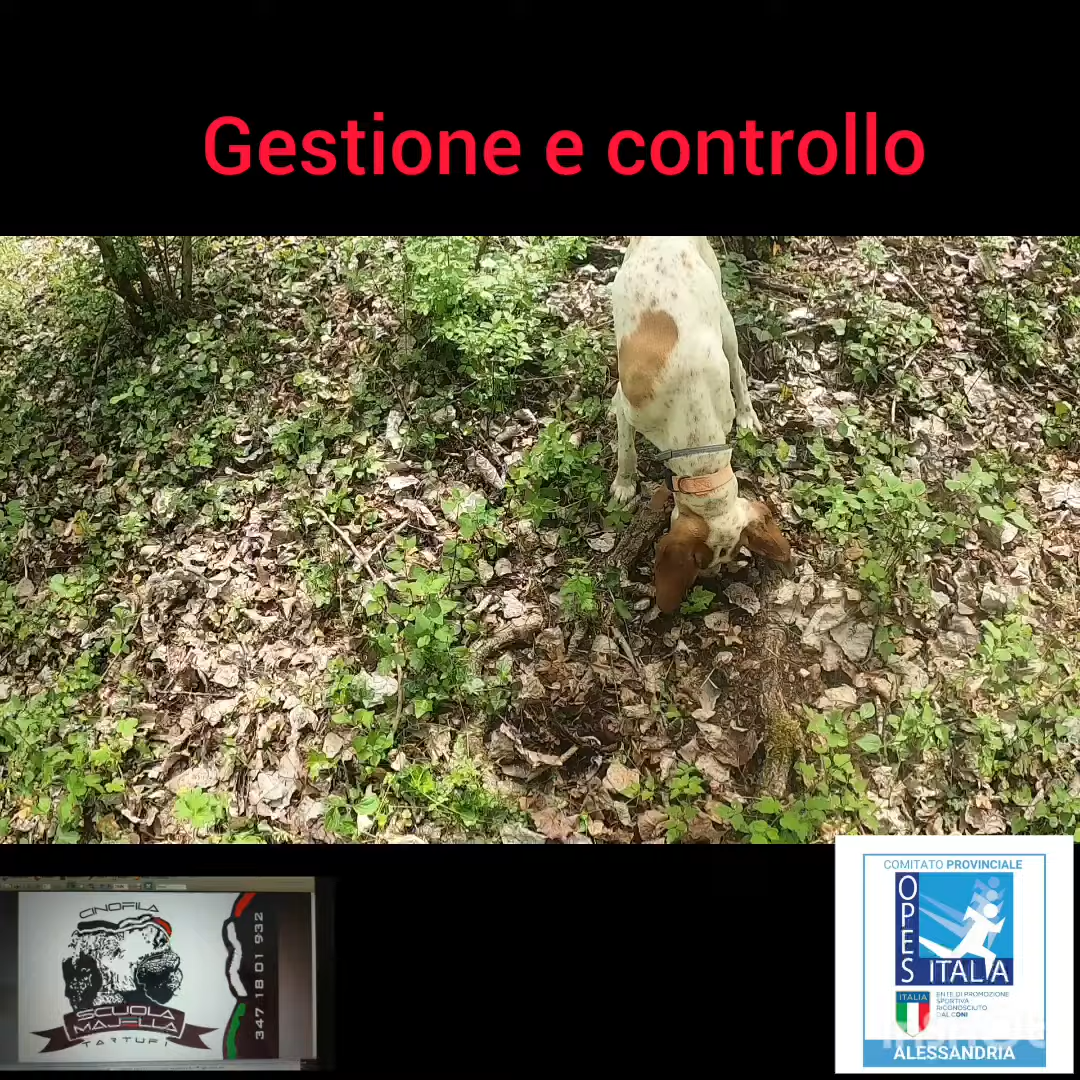 Gestione e controllo
CINOFILA
SCUOLA
MAJELLA
TARTUFI
347 18 01 932
COMITATO PROVINCIALE
OPES
ITALIA
ITALIA
ENTE DI PROMOZIONE
SPORTIVA
RICONOSCIUTO
DAL CONI
ALESSANDRIA